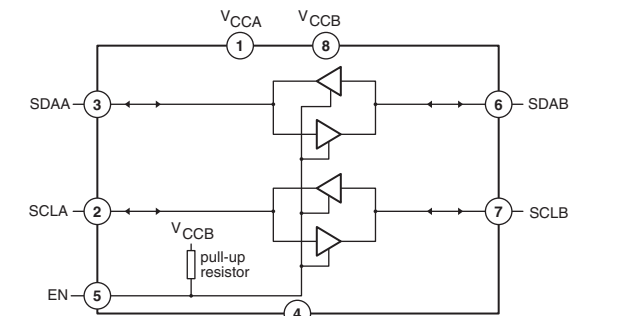 VCCA VCCB
1 8
SDAA 3 6 SDAB
SCLA 2 7 SCLB
VCCB
pull-up
resistor
EN 5
4